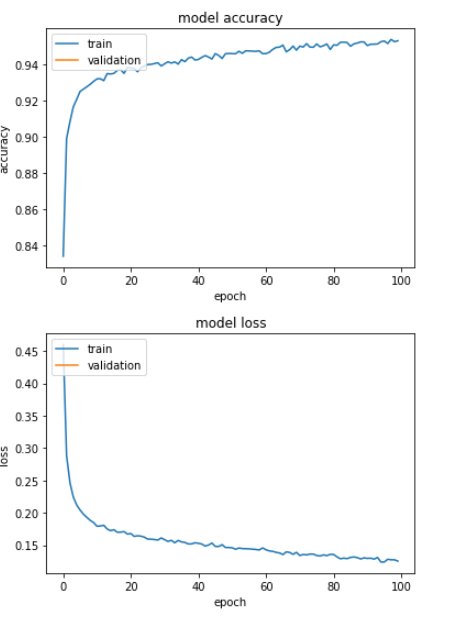 model accuracy
train
validation
0.94
0.92
0.90
0.88
0.86
0.84
accuracy
0 20 40 60 80 100
epoch
model loss
train
validation
0.45
0.40
0.35
0.30
0.25
0.20
0.15
loss
0 20 40 60 80 100
epoch